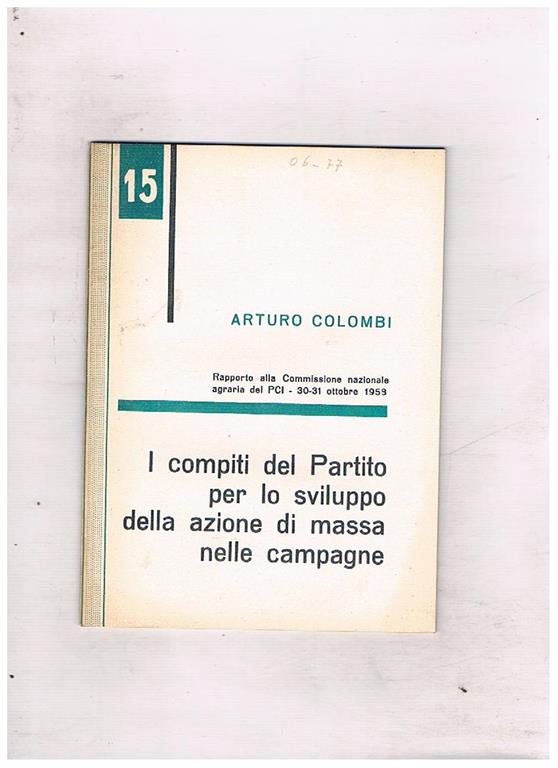 06-77
15
ARTURO COLOMBI
Rapporto alla Commissione nazionale
agraria del PCI - 30-31 ottobre 1959
I compiti del Partito
per lo sviluppo
della azione di massa
nelle campagne